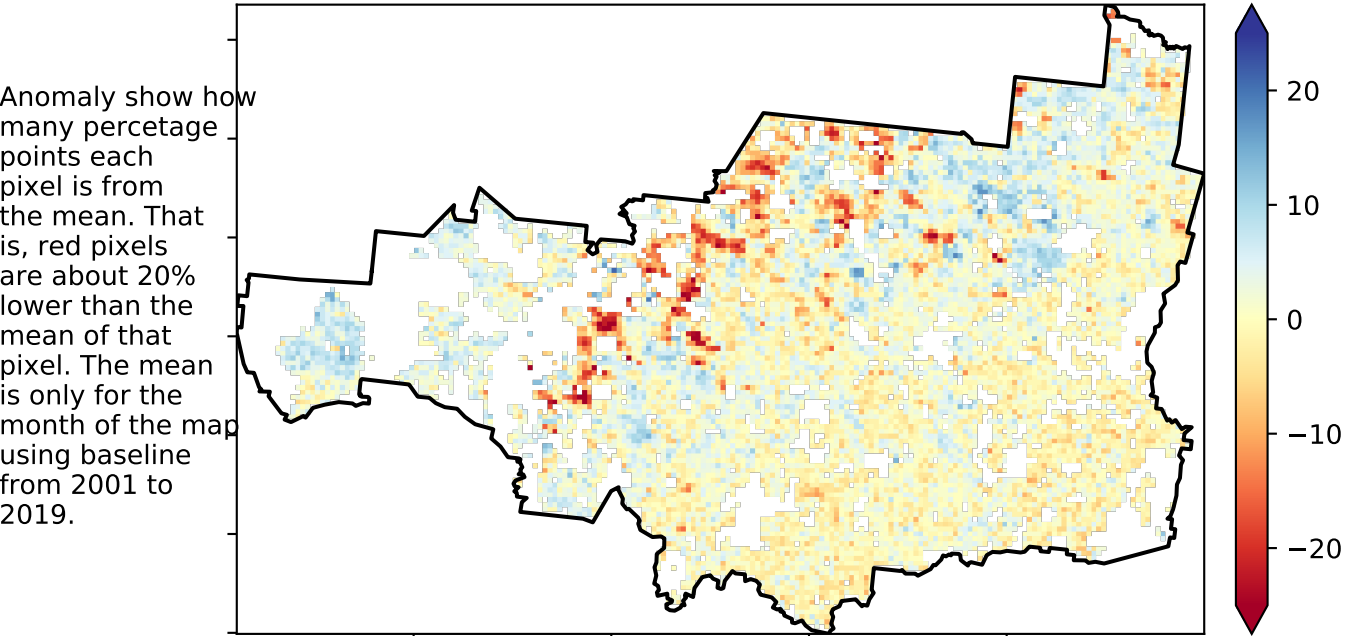 Anomaly show how
many percetage
points each
pixel is from
the mean. That
is, red pixels
are about 20%
lower than the
mean of that
pixel. The mean
is only for the
month of the map
using baseline
from 2001 to
2019.
20
10
0
−10
−20